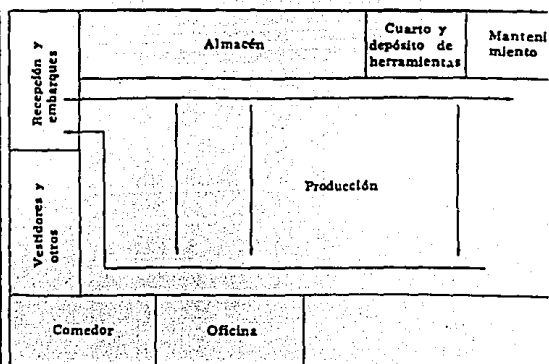 Recepción y
embarques
Almacén
Cuarto y
depósito de
herramientas
Manteni
miento
Vestidores y
otros
Producción
Comedor
Oficina